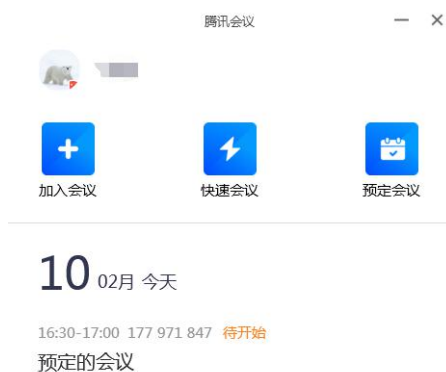 腾讯会议
加入会议 快速会议 预定会议
10 02月 今天
16:30-17:00 177 971 847 待开始
预定的会议